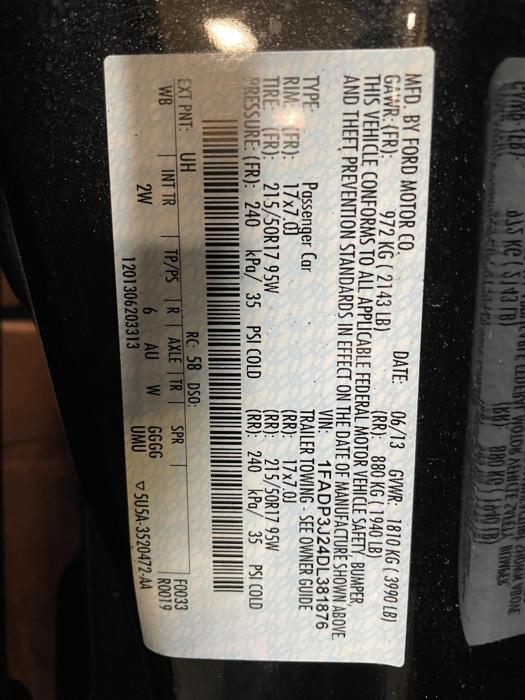 MFD. BY FORD MOTOR CO. DATE: 06/13 GVWR: 1810 KG ( 3990 LB)
GAWR: (FR): 972 KG ( 2143 LB) (RR): 880 KG ( 1940 LB)
THIS VEHICLE CONFORMS TO ALL APPLICABLE FEDERAL MOTOR VEHICLE SAFETY, BUMPER,
AND THEFT PREVENTION STANDARDS IN EFFECT ON THE DATE OF MANUFACTURE SHOWN ABOVE.
VIN: 1FADP3J24DL381876
TYPE: Passenger Car TRAILER TOWING - SEE OWNER GUIDE
RIM: (FR): 17x7.0J (RR): 17x7.0J
TIRE: (FR): 215/50R17 95W (RR): 215/50R17 95W
PRESSURE: (FR): 240 kPa/ 35 PSI COLD (RR): 240 kPa/ 35 PSI COLD
EXT PNT: UH RC: 58 DSO: F0033
WB INT TR TP/PS R AXLE TR SPR R0019
2W 6 AU W GGGG
UMU
1201306203313 ▽5U5A-3520472-AA